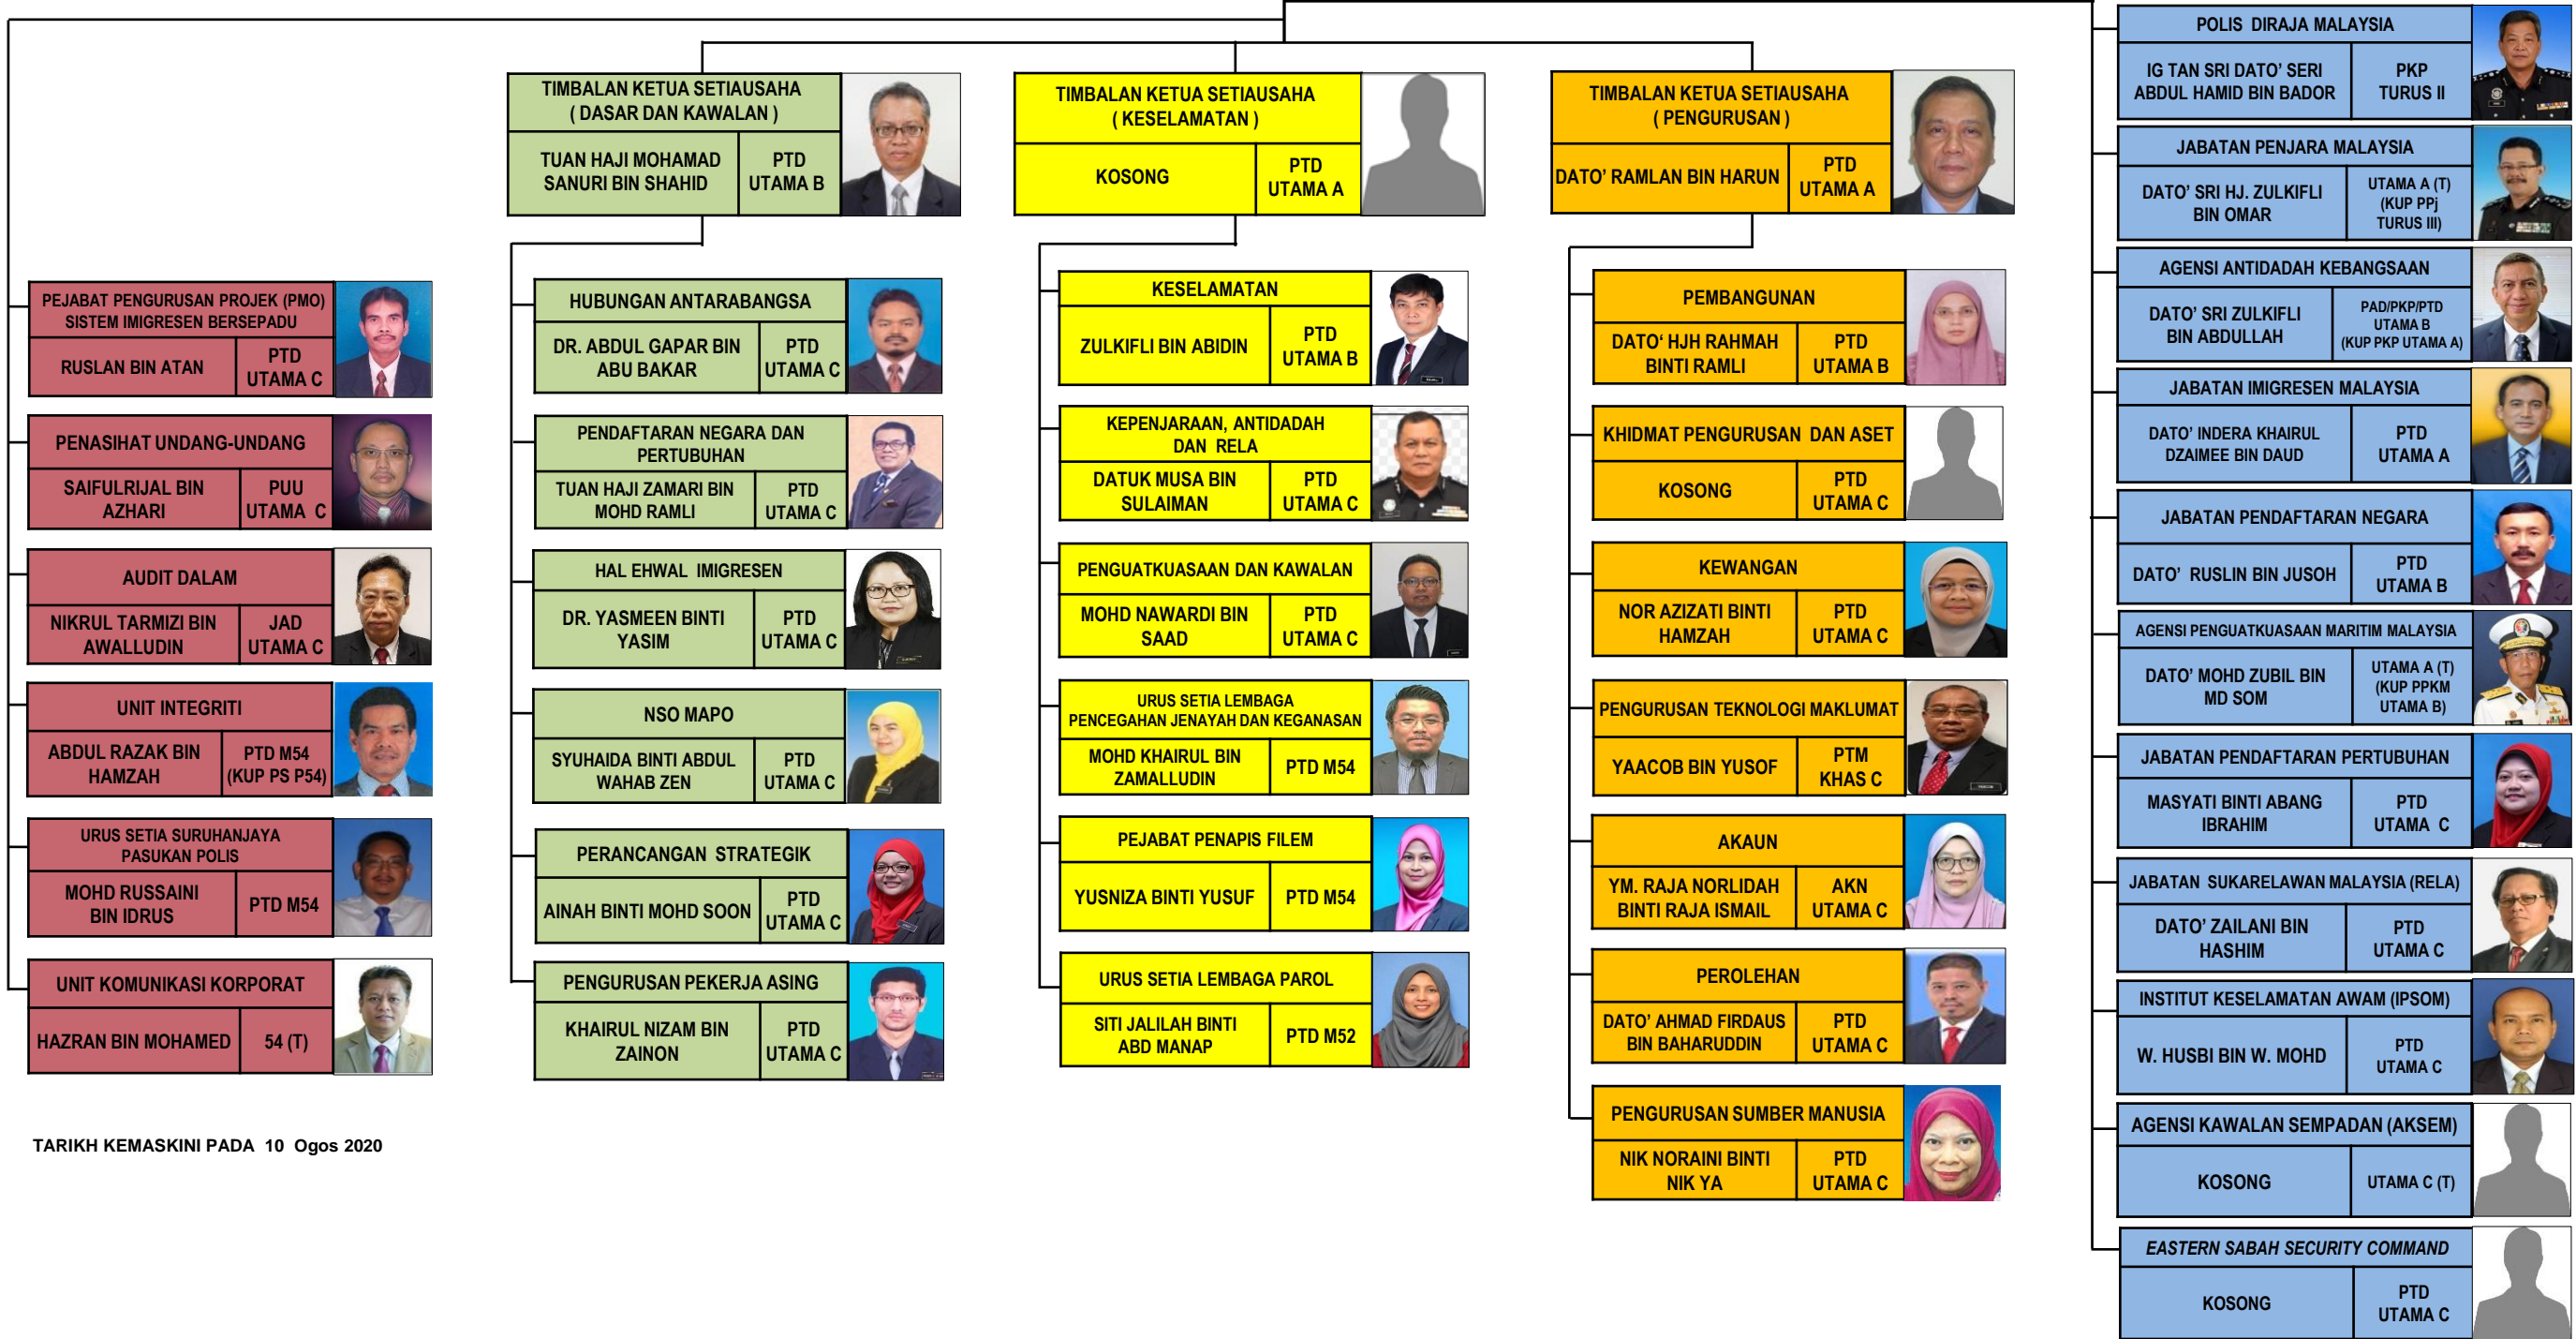 PEJABAT PENGURUSAN PROJEK (PMO)
SISTEM IMIGRESEN BERSEPADU
RUSLAN BIN ATAN
PTD
UTAMA C
PENASIHAT UNDANG-UNDANG
SAIFULRIJAL BIN
AZHARI
PUU
UTAMA C
AUDIT DALAM
NIKRUL TARMIZI BIN
AWALLUDIN
JAD
UTAMA C
UNIT INTEGRITI
ABDUL RAZAK BIN
HAMZAH
PTD M54
(KUP PS P54)
URUS SETIA SURUHANJAYA
PASUKAN POLIS
MOHD RUSSAINI
BIN IDRUS
PTD M54
UNIT KOMUNIKASI KORPORAT
HAZRAN BIN MOHAMED
54 (T)
TARIKH KEMASKINI PADA 10 Ogos 2020
TIMBALAN KETUA SETIAUSAHA
( DASAR DAN KAWALAN )
TUAN HAJI MOHAMAD
SANURI BIN SHAHID
PTD
UTAMA B
HUBUNGAN ANTARABANGSA
DR. ABDUL GAPAR BIN
ABU BAKAR
PTD
UTAMA C
PENDAFTARAN NEGARA DAN
PERTUBUHAN
TUAN HAJI ZAMARI BIN
MOHD RAMLI
PTD
UTAMA C
HAL EHWAL IMIGRESEN
DR. YASMEEN BINTI
YASIM
PTD
UTAMA C
NSO MAPO
SYUHAIDA BINTI ABDUL
WAHAB ZEN
PTD
UTAMA C
PERANCANGAN STRATEGIK
AINAH BINTI MOHD SOON
PTD
UTAMA C
PENGURUSAN PEKERJA ASING
KHAIRUL NIZAM BIN
ZAINON
PTD
UTAMA C
TIMBALAN KETUA SETIAUSAHA
( KESELAMATAN )
KOSONG
PTD
UTAMA A
KESELAMATAN
ZULKIFLI BIN ABIDIN
PTD
UTAMA B
KEPENJARAAN, ANTIDADAH
DAN RELA
DATUK MUSA BIN
SULAIMAN
PTD
UTAMA C
PENGUATKUASAAN DAN KAWALAN
MOHD NAWARDI BIN
SAAD
PTD
UTAMA C
URUS SETIA LEMBAGA
PENCEGAHAN JENAYAH DAN KEGANASAN
MOHD KHAIRUL BIN
ZAMALLUDIN
PTD M54
PEJABAT PENAPIS FILEM
YUSNIZA BINTI YUSUF
PTD M54
URUS SETIA LEMBAGA PAROL
SITI JALILAH BINTI
ABD MANAP
PTD M52
TIMBALAN KETUA SETIAUSAHA
( PENGURUSAN )
DATO' RAMLAN BIN HARUN
PTD
UTAMA A
PEMBANGUNAN
DATO‘ HJH RAHMAH
BINTI RAMLI
PTD
UTAMA B
KHIDMAT PENGURUSAN DAN ASET
KOSONG
PTD
UTAMA C
KEWANGAN
NOR AZIZATI BINTI
HAMZAH
PTD
UTAMA C
PENGURUSAN TEKNOLOGI MAKLUMAT
YAACOB BIN YUSOF
PTM
KHAS C
AKAUN
YM. RAJA NORLIDAH
BINTI RAJA ISMAIL
AKN
UTAMA C
PEROLEHAN
DATO’ AHMAD FIRDAUS
BIN BAHARUDDIN
PTD
UTAMA C
PENGURUSAN SUMBER MANUSIA
NIK NORAINI BINTI
NIK YA
PTD
UTAMA C
POLIS DIRAJA MALAYSIA
IG TAN SRI DATO’ SERI
ABDUL HAMID BIN BADOR
PKP
TURUS II
JABATAN PENJARA MALAYSIA
DATO’ SRI HJ. ZULKIFLI
BIN OMAR
UTAMA A (T)
(KUP PPj
TURUS III)
AGENSI ANTIDADAH KEBANGSAAN
DATO’ SRI ZULKIFLI
BIN ABDULLAH
PAD/PKP/PTD
UTAMA B
(KUP PKP UTAMA A)
JABATAN IMIGRESEN MALAYSIA
DATO’ INDERA KHAIRUL
DZAIMEE BIN DAUD
PTD
UTAMA A
JABATAN PENDAFTARAN NEGARA
DATO’ RUSLIN BIN JUSOH
PTD
UTAMA B
AGENSI PENGUATKUASAAN MARITIM MALAYSIA
DATO’ MOHD ZUBIL BIN
MD SOM
UTAMA A (T)
(KUP PPKM
UTAMA B)
JABATAN PENDAFTARAN PERTUBUHAN
MASYATI BINTI ABANG
IBRAHIM
PTD
UTAMA C
JABATAN SUKARELAWAN MALAYSIA (RELA)
DATO’ ZAILANI BIN
HASHIM
PTD
UTAMA C
INSTITUT KESELAMATAN AWAM (IPSOM)
W. HUSBI BIN W. MOHD
PTD
UTAMA C
AGENSI KAWALAN SEMPADAN (AKSEM)
KOSONG
UTAMA C (T)
EASTERN SABAH SECURITY COMMAND
KOSONG
PTD
UTAMA C